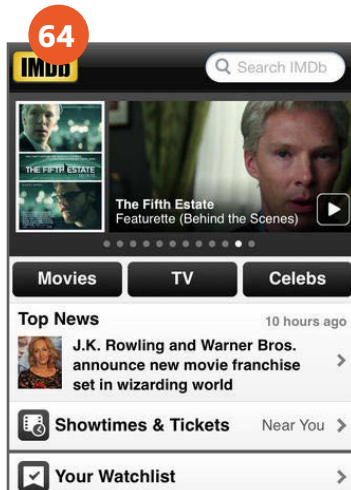 64
IMDb
Search IMDb
THE FIFTH ESTATE
The Fifth Estate
Featurette (Behind the Scenes)
Movies TV Celebs
Top News 10 hours ago
J.K. Rowling and Warner Bros.
announce new movie franchise
set in wizarding world
Showtimes & Tickets Near You
Your Watchlist